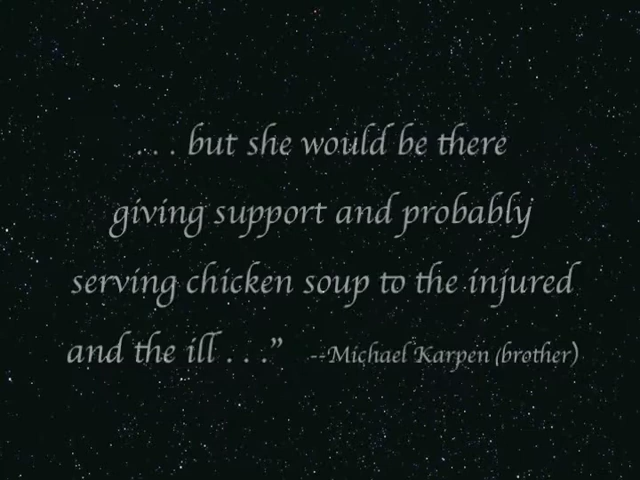 . . . but she would be there
giving support and probably
serving chicken soup to the injured
and the ill . . ." --Michael Karpen (brother)